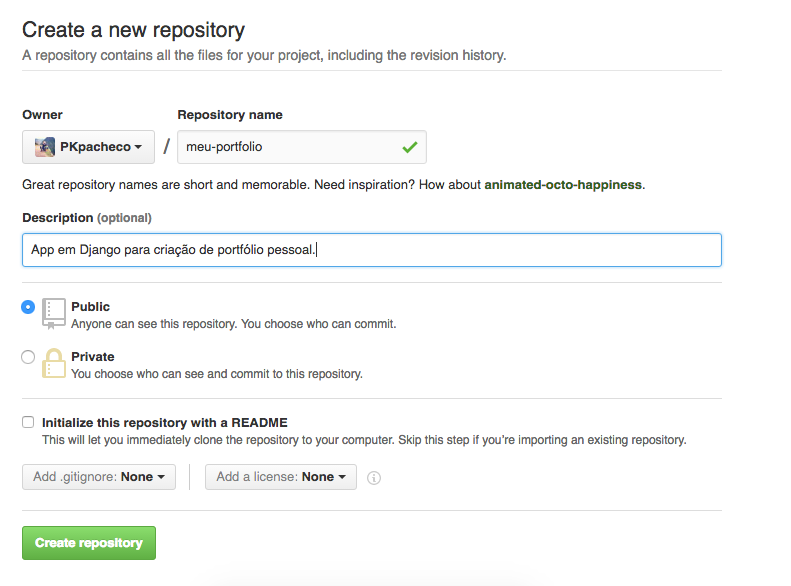 Create a new repository
A repository contains all the files for your project, including the revision history.
Owner
Repository name
PKpacheco
/
meu-portfolio
Great repository names are short and memorable. Need inspiration? How about animated-octo-happiness.
Description (optional)
App em Django para criação de portfólio pessoal.
Public
Anyone can see this repository. You choose who can commit.
Private
You choose who can see and commit to this repository.
Initialize this repository with a README
This will let you immediately clone the repository to your computer. Skip this step if you're importing an existing repository.
Add .gitignore: None
Add a license: None
Create repository